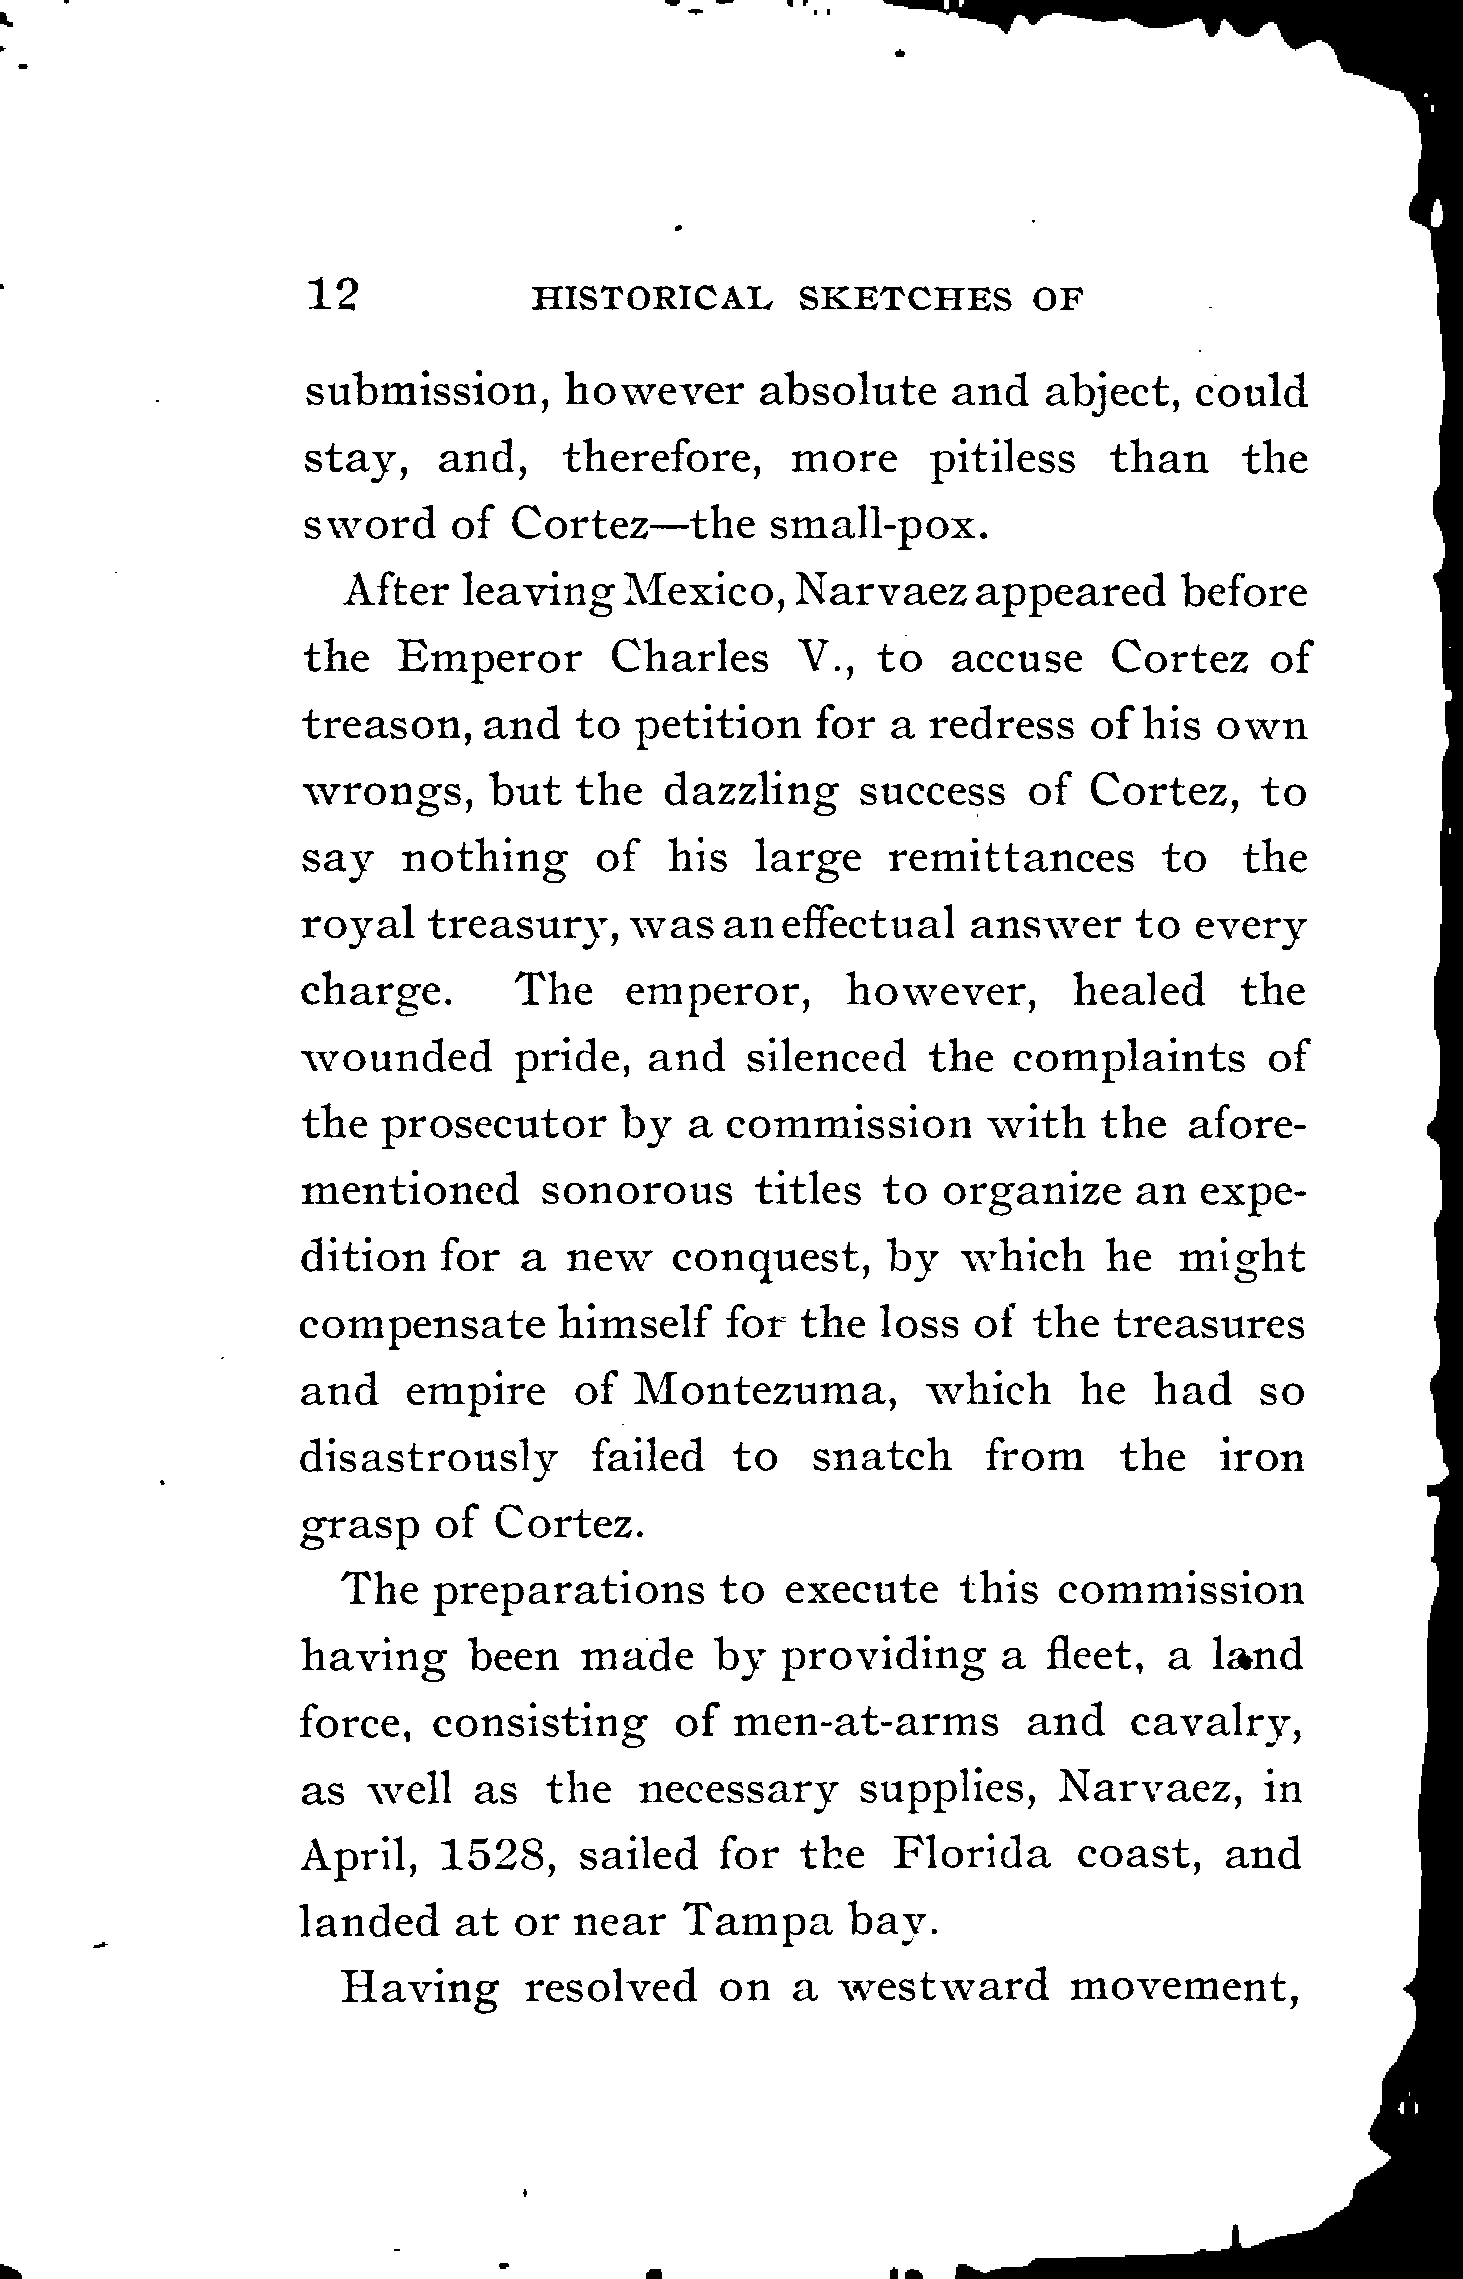 12 HISTORICAL SKETCHES OF
submission, however absolute and abject, could
stay, and, therefore, more pitiless than the
sword of Cortez—the small-pox.
After leaving Mexico, Narvaez appeared before
the Emperor Charles V., to accuse Cortez of
treason, and to petition for a redress of his own
wrongs, but the dazzling success of Cortez, to
say nothing of his large remittances to the
royal treasury, was an effectual answer to every
charge. The emperor, however, healed the
wounded pride, and silenced the complaints of
the prosecutor by a commission with the afore-
mentioned sonorous titles to organize an expe-
dition for a new conquest, by which he might
compensate himself for the loss of the treasures
and empire of Montezuma, which he had so
disastrously failed to snatch from the iron
grasp of Cortez.
The preparations to execute this commission
having been made by providing a fleet, a land
force, consisting of men-at-arms and cavalry,
as well as the necessary supplies, Narvaez, in
April, 1528, sailed for the Florida coast, and
landed at or near Tampa bay.
Having resolved on a westward movement,